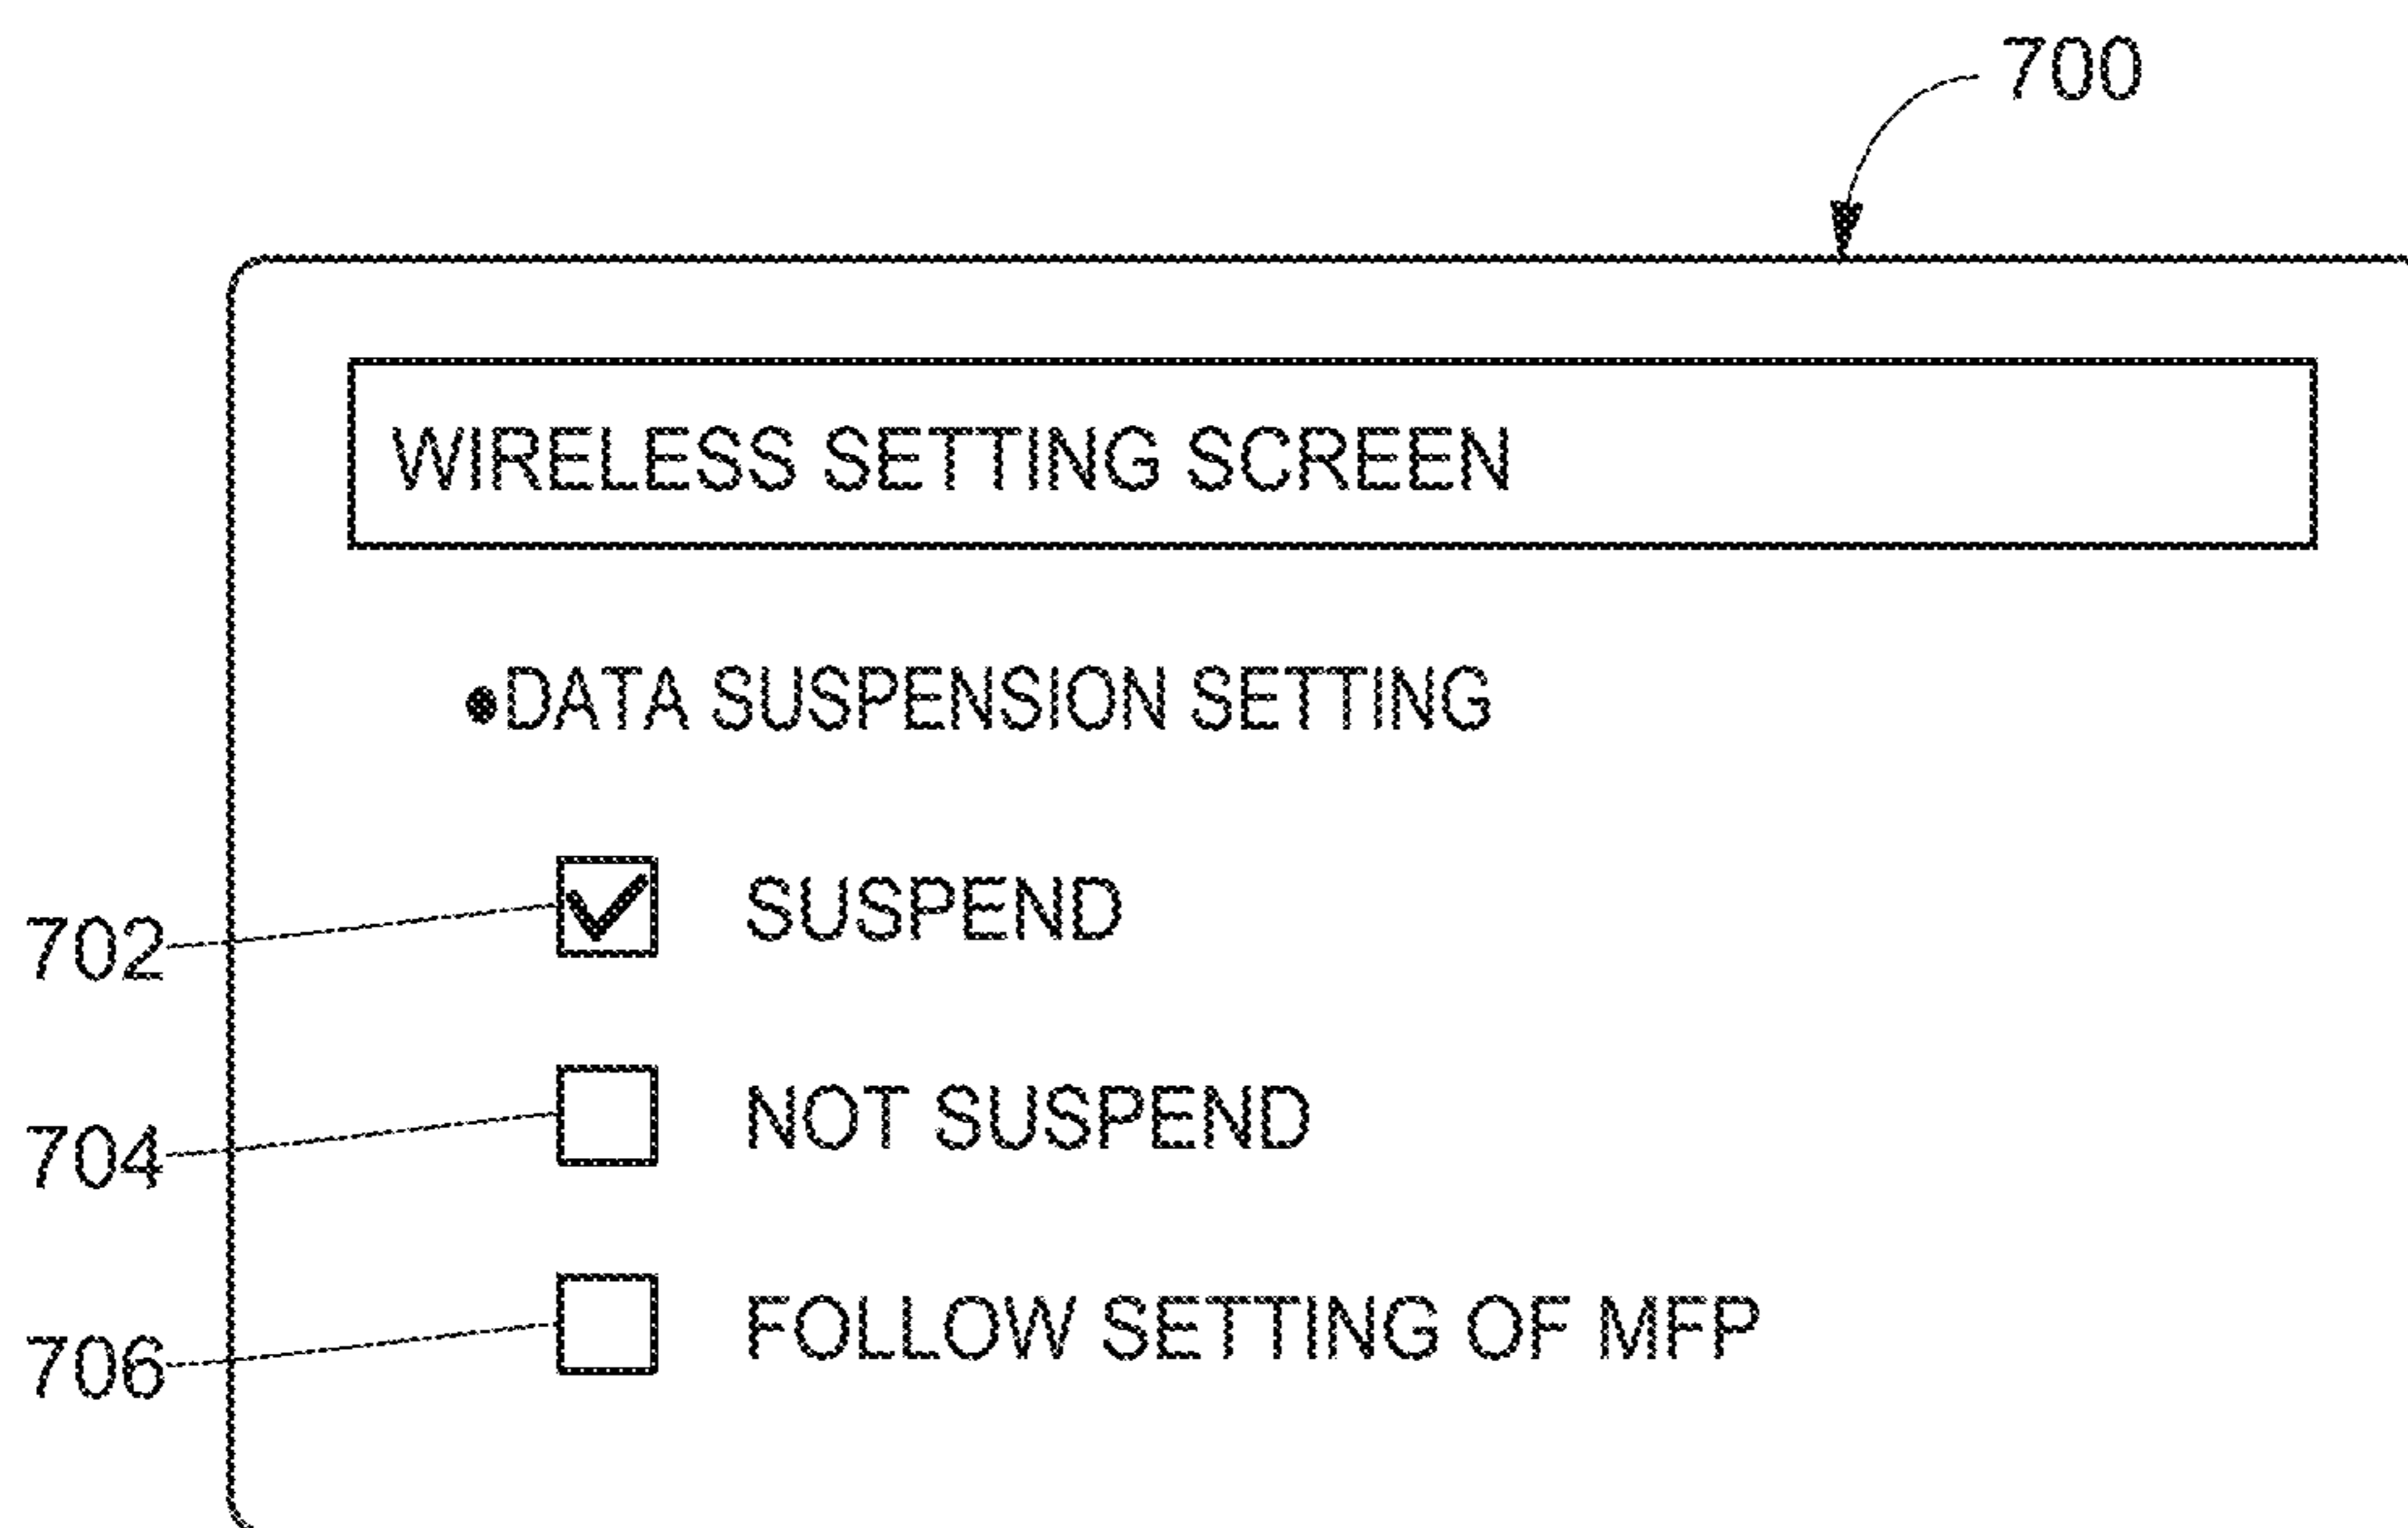 700
WIRELESS SETTING SCREEN
●DATA SUSPENSION SETTING
702 SUSPEND
704 NOT SUSPEND
706 FOLLOW SETTING OF MFP